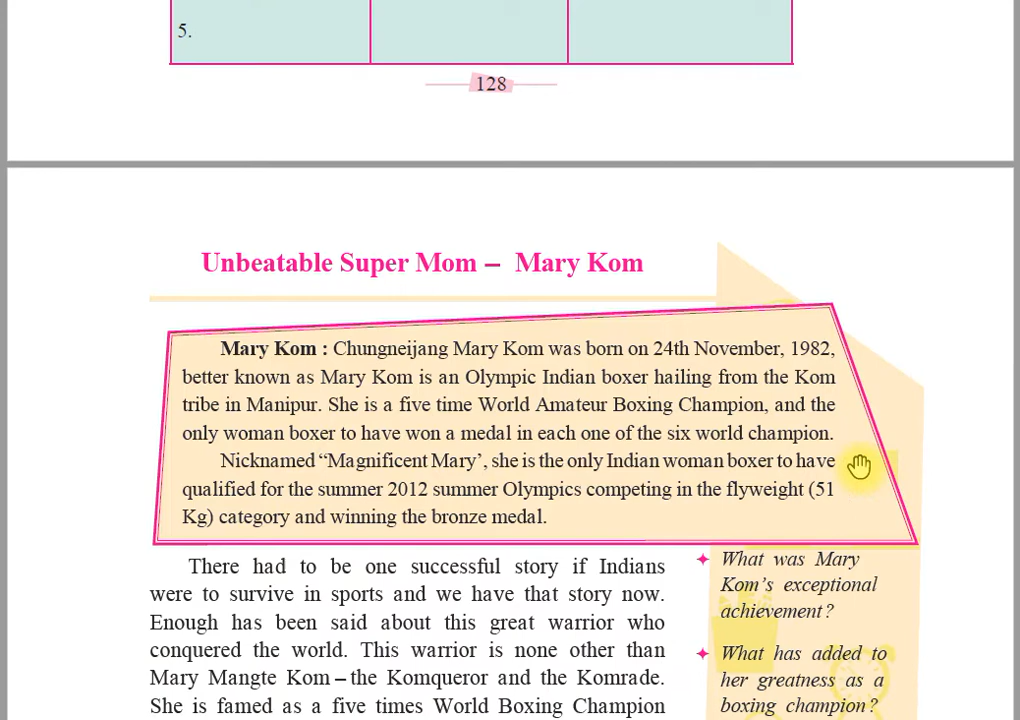 5.
128
Unbeatable Super Mom – Mary Kom
Mary Kom : Chungneijang Mary Kom was born on 24th November, 1982,
better known as Mary Kom is an Olympic Indian boxer hailing from the Kom
tribe in Manipur. She is a five time World Amateur Boxing Champion, and the
only woman boxer to have won a medal in each one of the six world champion.
Nicknamed “Magnificent Mary’, she is the only Indian woman boxer to have
qualified for the summer 2012 summer Olympics competing in the flyweight (51
Kg) category and winning the bronze medal.
There had to be one successful story if Indians
were to survive in sports and we have that story now.
Enough has been said about this great warrior who
conquered the world. This warrior is none other than
Mary Mangte Kom – the Komqueror and the Komrade.
She is famed as a five times World Boxing Champion
What was Mary
Kom’s exceptional
achievement?
What has added to
her greatness as a
boxing champion?